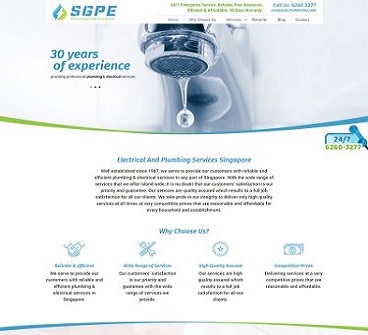 SGPE
24/7 Emergency Service, Reliable, Fast Response,
Efficient & Affordable. 30 Days Warranty
Call Us: 6260-3277
Home Why Choose Us Services Warranty Blog Contact
30 years
of experience
providing professional plumbing & electrical services
24/7
6260-3277
Electrical And Plumbing Services Singapore
Well established since 1987, we serve to provide our customers with reliable and
efficient plumbing & electrical services in any part of Singapore. With the wide range of
services that we offer island wide, it is no doubt that our customers' satisfaction is our
priority and guarantee. Our services are quality assured which results to a full job
satisfaction for all our clients. We take pride in our integrity to deliver only high quality
services at all times at very competitive prices that are reasonable and affordable for
every household and establishment.
Why Choose Us?
Reliable & Efficient
We serve to provide our
customers with reliable and
efficient plumbing &
electrical services in
Singapore.
Wide Range of Services
Our customers' satisfaction
is our priority and
guarantee with the wide
range of services we
provide.
High Quality Assured
Our services are high
quality assured which
results to a full job
satisfaction for all our
clients.
Competitive Prices
Delivering services at a very
competitive prices that are
reasonable and affordable.